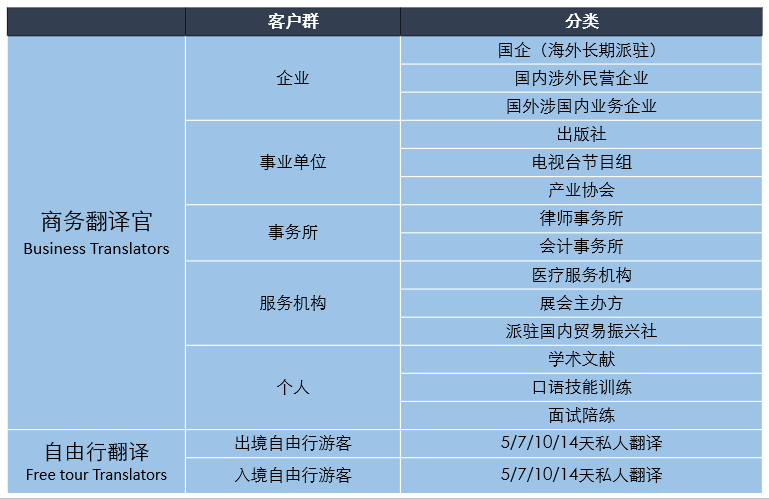 客户群 分类
商务翻译官
Business Translators
企业
国企（海外长期派驻）
国内涉外民营企业
国外涉国内业务企业
事业单位
出版社
电视台节目组
产业协会
事务所
律师事务所
会计事务所
服务机构
医疗服务机构
展会主办方
派驻国内贸易振兴社
个人
学术文献
口语技能训练
面试陪练
自由行翻译
Free tour Translators
出境自由行游客 5/7/10/14天私人翻译
入境自由行游客 5/7/10/14天私人翻译